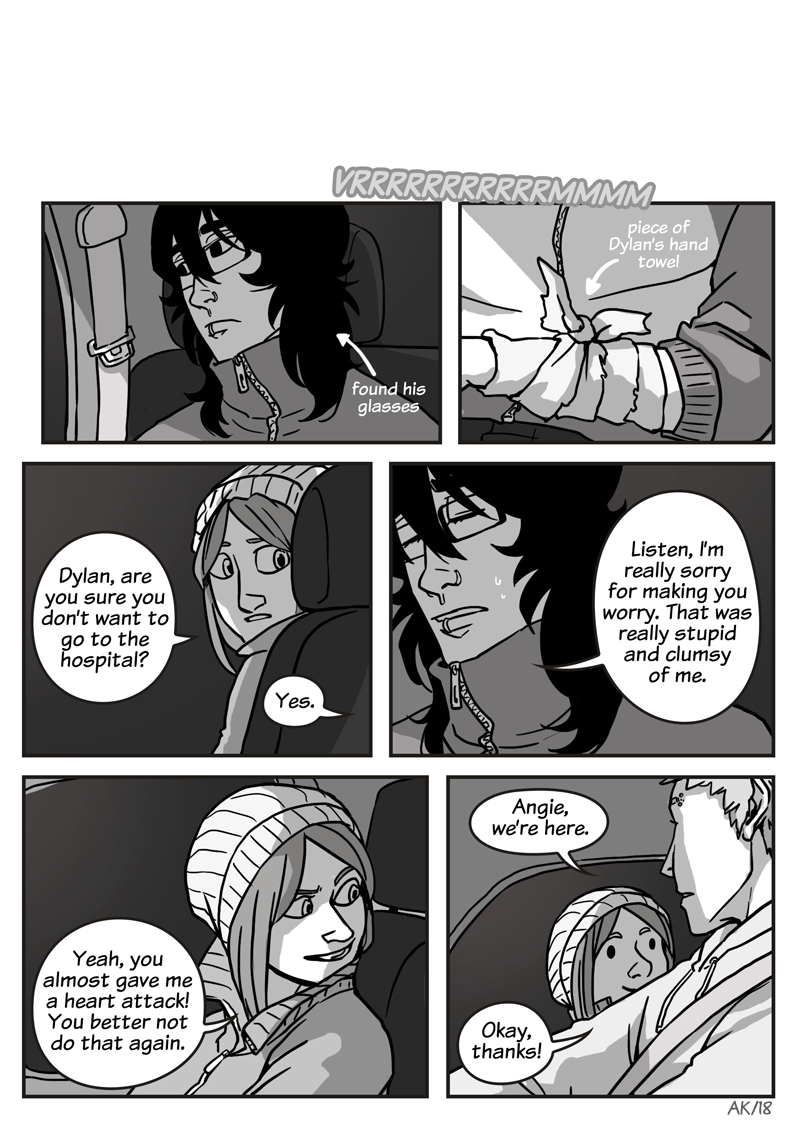 VRRRRRRRRRRRRMMMM
found his
glasses
piece of
Dylan's hand
towel
Dylan, are
you sure you
don't want to
go to the
hospital?
Yes.
Listen, I'm
really sorry
for making you
worry. That was
really stupid
and clumsy
of me.
Yeah, you
almost gave me
a heart attack!
You better not
do that again.
Angie,
we're here.
Okay,
thanks!
AK/18